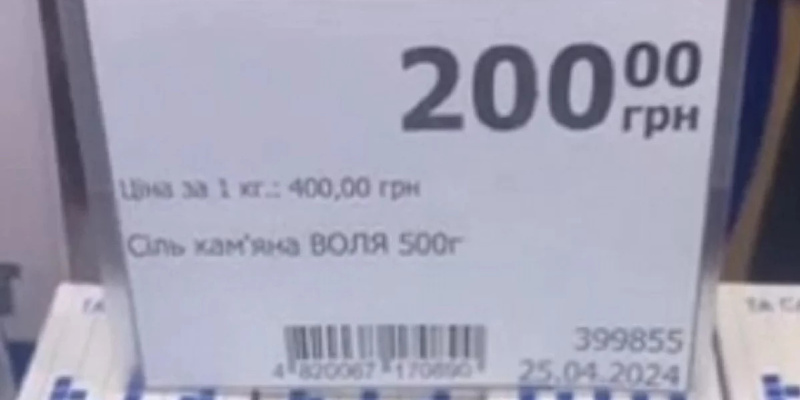 200 00
грн
Ціна за 1 кг.: 400,00 грн
Сіль кам'яна ВОЛЯ 500г
399855
4 820067 170890 25.04.2024